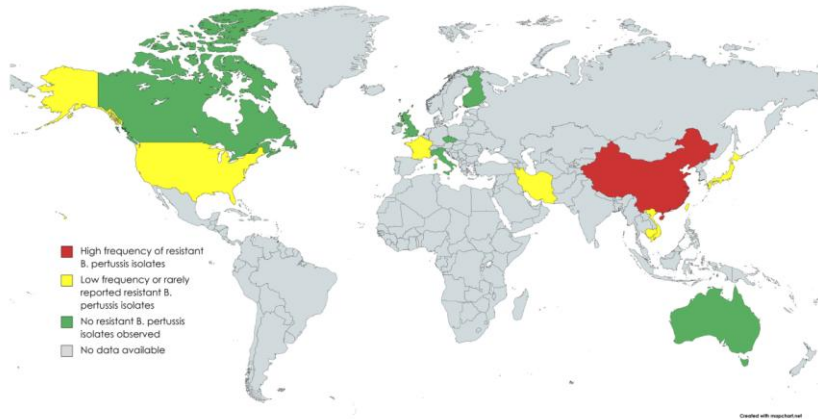 High frequency of resistant
B. pertussis isolates
Low frequency or rarely
reported resistant B.
pertussis isolates
No resistant B. pertussis
isolates observed
No data available
Created with mapchart.net